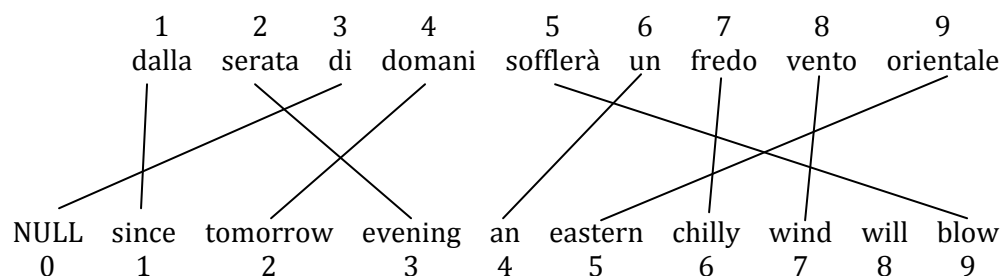 1 2 3 4 5 6 7 8 9
dalla serata di domani soffierà un fredo vento orientale
NULL since tomorrow evening an eastern chilly wind will blow
0 1 2 3 4 5 6 7 8 9